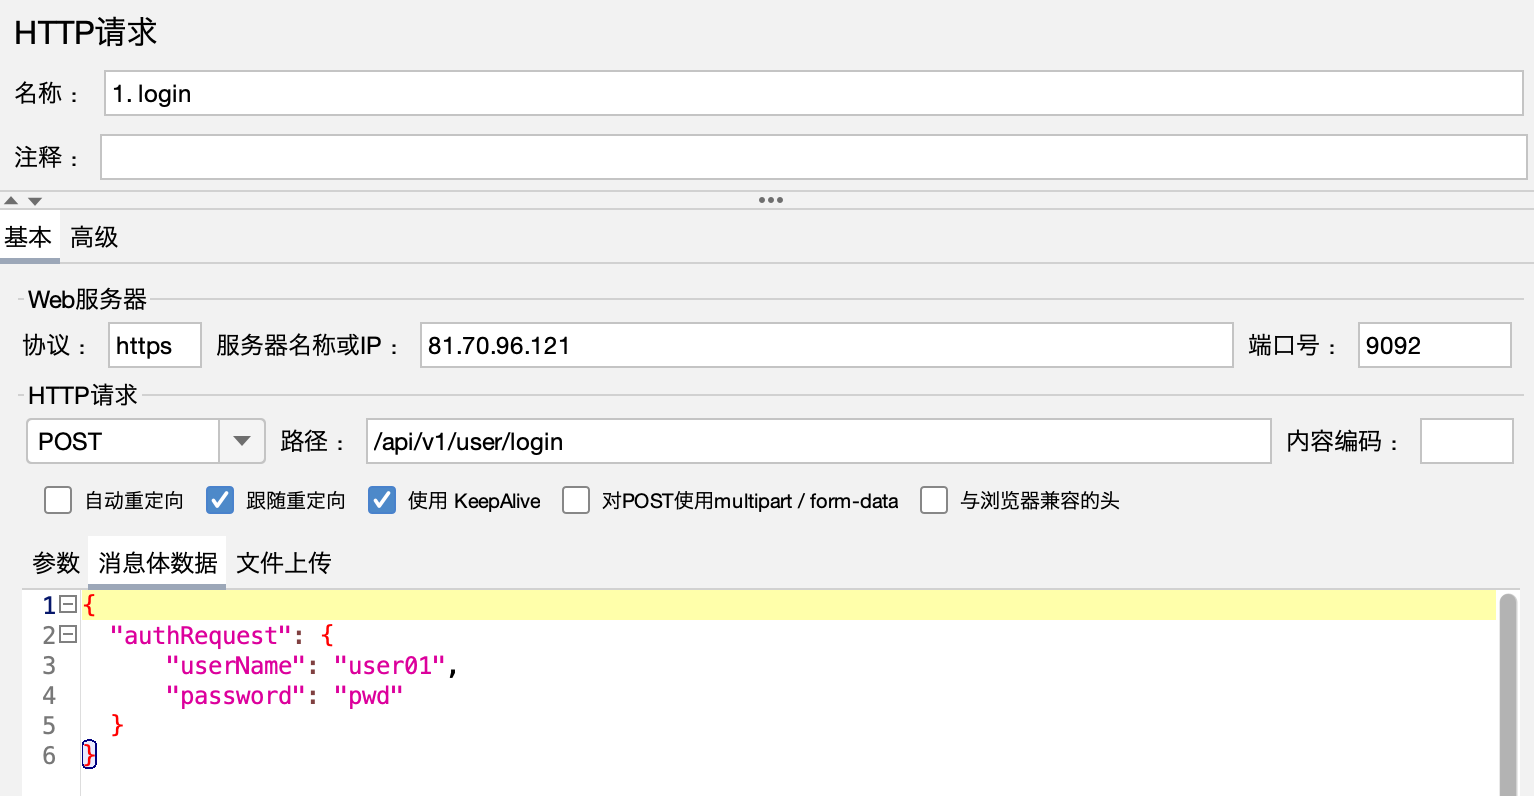 HTTP请求
名称： 1. login
注释：
基本 高级
Web服务器
协议： https 服务器名称或IP： 81.70.96.121 端口号： 9092
HTTP请求
POST 路径： /api/v1/user/login 内容编码：
自动重定向 跟随重定向 使用 KeepAlive 对POST使用multipart / form-data 与浏览器兼容的头
参数 消息体数据 文件上传
1 {
2 "authRequest": {
3 "userName": "user01",
4 "password": "pwd"
5 }
6 }